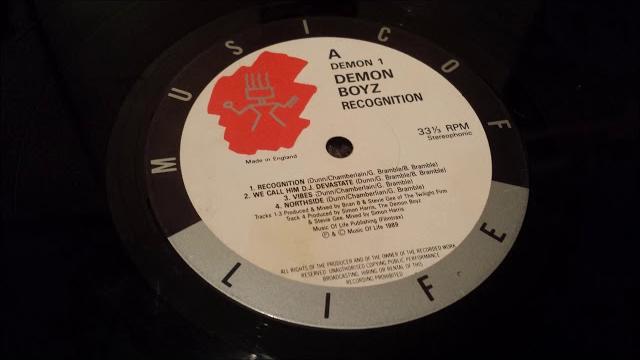 MUSIC OF
LIFE
A
DEMON 1
DEMON
BOYZ
RECOGNITION
33⅓ RPM
Stereophonic
Made in England
1. RECOGNITION (Dunn/Chamberlain/G. Bramble/B. Bramble)
2. WE CALL HIM D.J. DEVASTATE (Dunn/G. Bramble/B. Bramble)
3. VIBES (Dunn/Chamberlain/G. Bramble)
4. NORTHSIDE (Dunn/Chamberlian/G. Bramble)
Tracks 1-3 Produced & Mixed by Brian B & Stevie Gee of The Twilight Firm
Track 4 Produced by Simon Harris, The Demon Boyz
& Stevie Gee, Mixed by Simon Harris
Music Of Life Publishing (Filmtrax)
℗ & © Music Of Life 1989
ALL RIGHTS OF THE PRODUCER AND OF THE OWNER OF THE RECORDED WORK
RESERVED. UNAUTHORISED COPYING PUBLIC PERFORMANCE
BROADCASTING, HIRING OR RENTAL OF THIS
RECORDING PROHIBITED